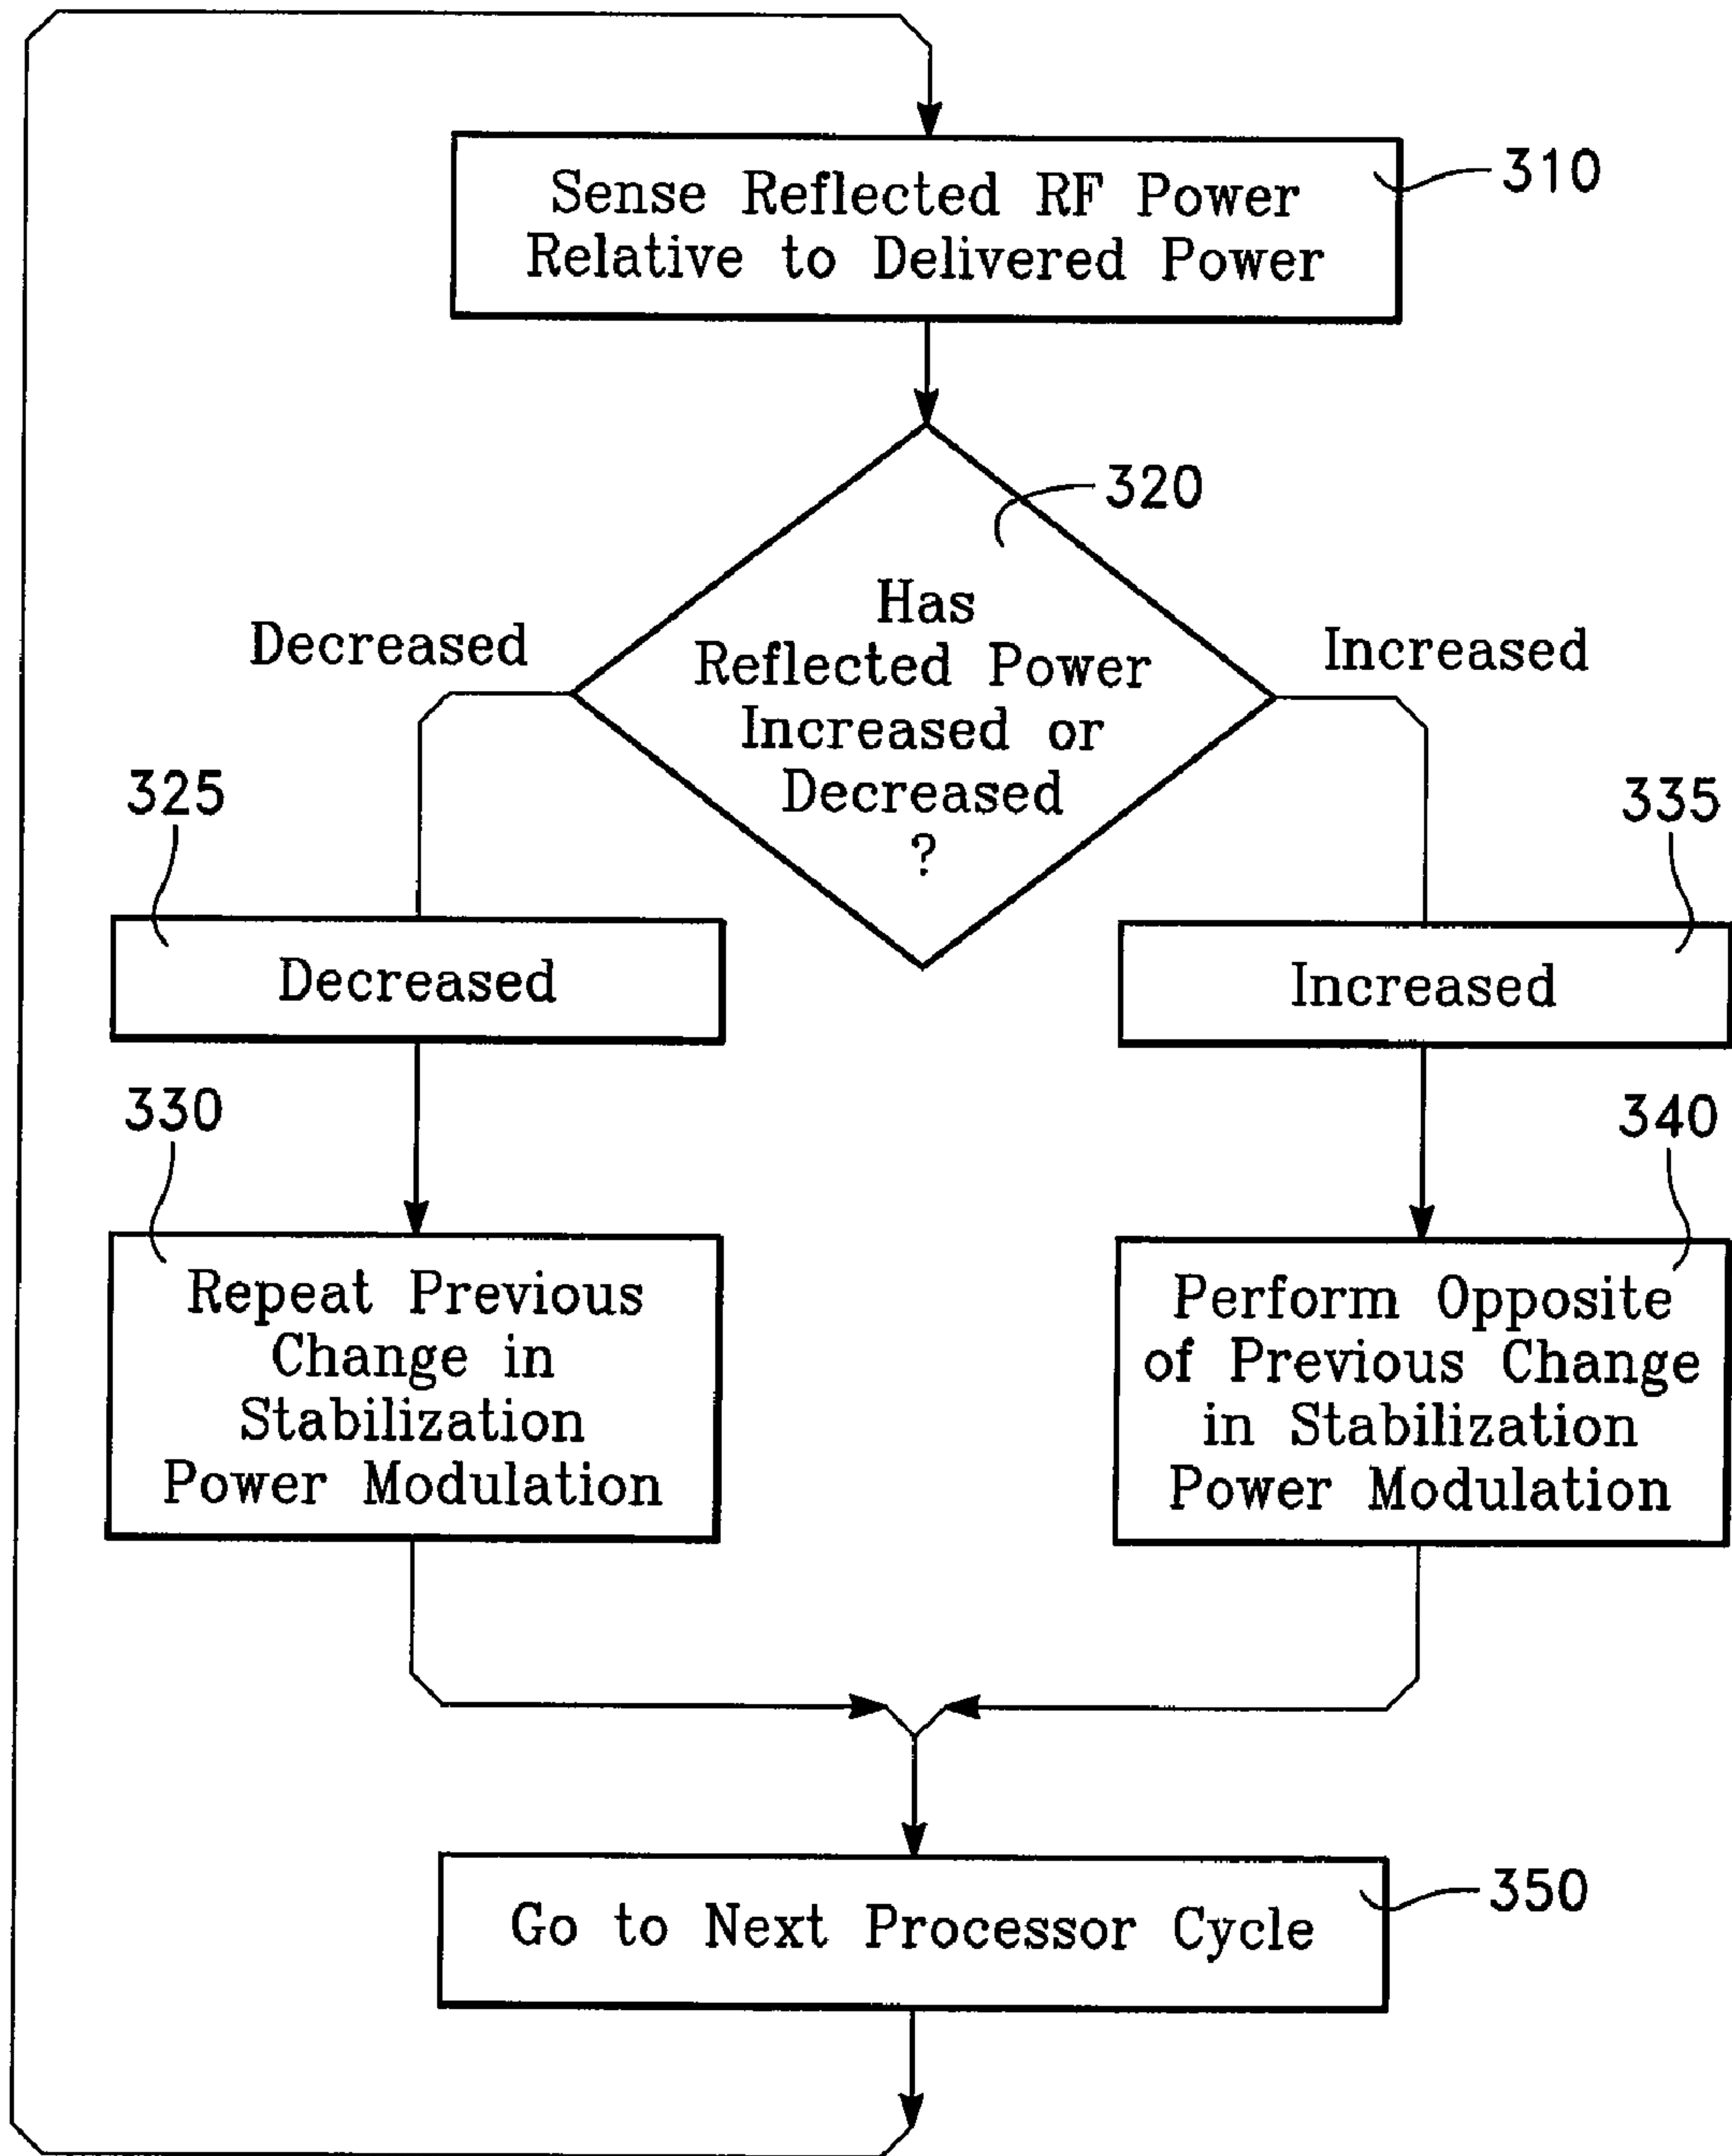 Sense Reflected RF Power
Relative to Delivered Power
310
320
Has
Reflected Power
Increased or
Decreased
?
Decreased
Increased
325
335
Decreased
Increased
330
340
Repeat Previous
Change in
Stabilization
Power Modulation
Perform Opposite
of Previous Change
in Stabilization
Power Modulation
Go to Next Processor Cycle
350